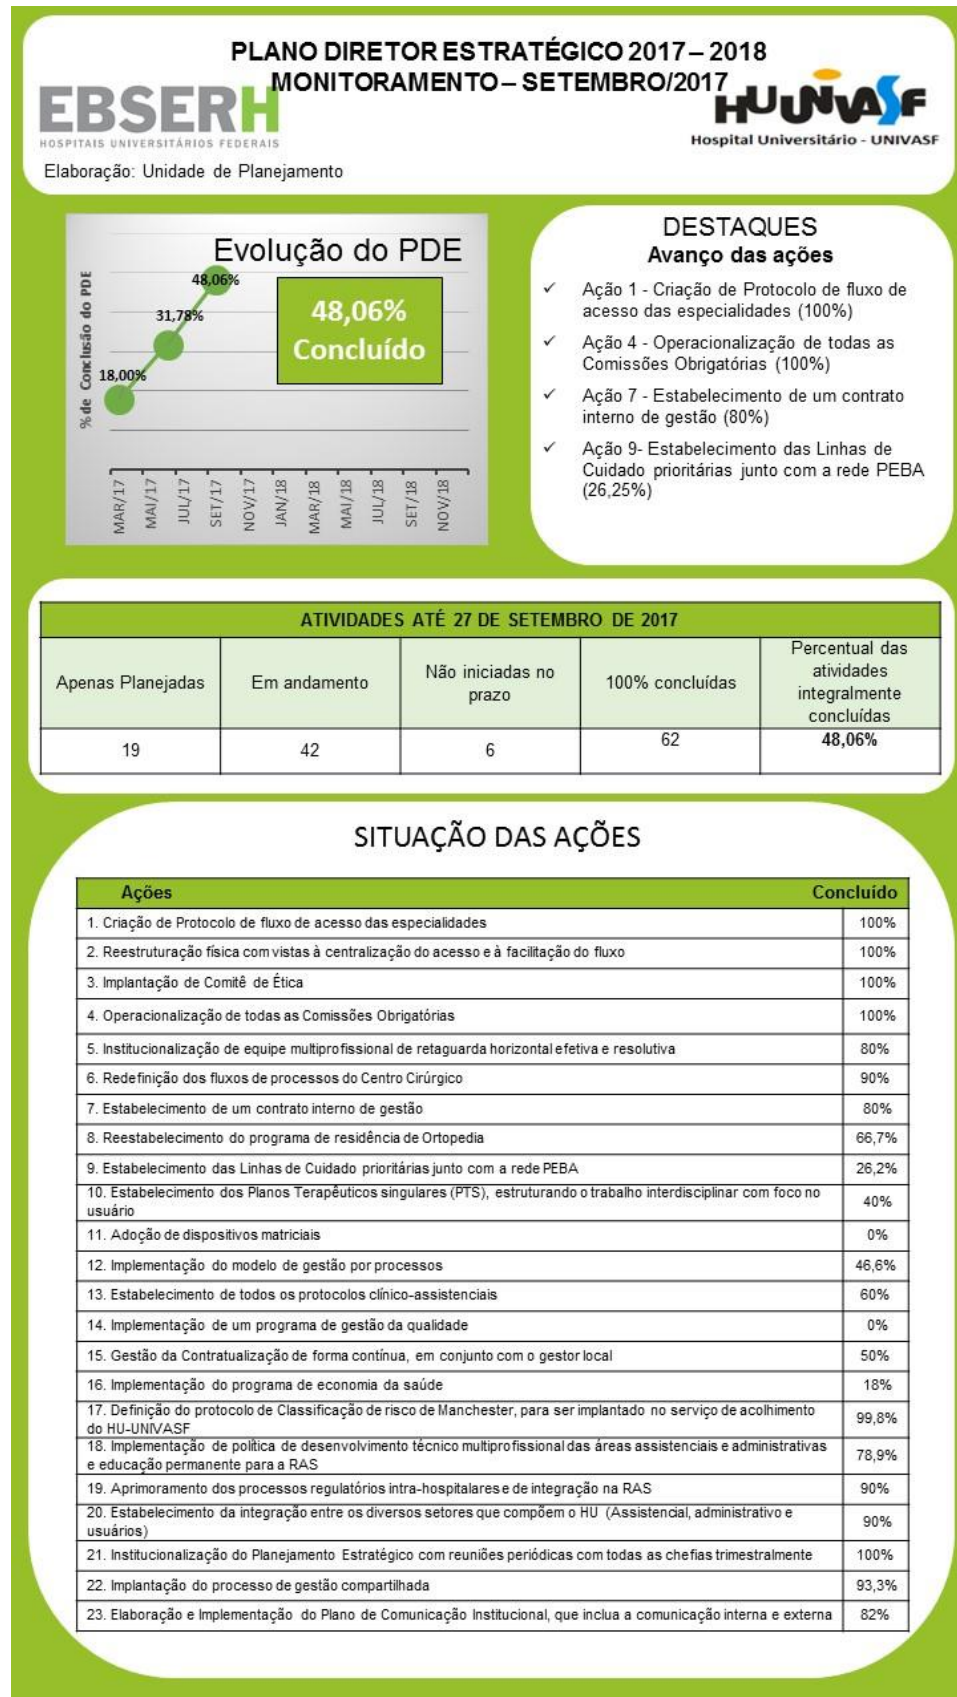 PLANO DIRETOR ESTRATÉGICO 2017 – 2018
MONITORAMENTO – SETEMBRO/2017
EBSERH
HOSPITAIS UNIVERSITÁRIOS FEDERAIS
HU UNIVASF
Hospital Universitário - UNIVASF
Elaboração: Unidade de Planejamento
Evolução do PDE
% de Conclusão do PDE
18,00%
31,78%
48,06%
48,06%
Concluído
MAR/17
MAI/17
JUL/17
SET/17
NOV/17
JAN/18
MAR/18
MAI/18
JUL/18
SET/18
NOV/18
DESTAQUES
Avanço das ações
✓ Ação 1 - Criação de Protocolo de fluxo de
acesso das especialidades (100%)
✓ Ação 4 - Operacionalização de todas as
Comissões Obrigatórias (100%)
✓ Ação 7 - Estabelecimento de um contrato
interno de gestão (80%)
✓ Ação 9- Estabelecimento das Linhas de
Cuidado prioritárias junto com a rede PEBA
(26,25%)
ATIVIDADES ATÉ 27 DE SETEMBRO DE 2017
Apenas Planejadas
Em andamento
Não iniciadas no
prazo
100% concluídas
Percentual das
atividades
integralmente
concluídas
19 42 6 62 48,06%
SITUAÇÃO DAS AÇÕES
Ações Concluído
1. Criação de Protocolo de fluxo de acesso das especialidades 100%
2. Reestruturação física com vistas à centralização do acesso e à facilitação do fluxo 100%
3. Implantação de Comitê de Ética 100%
4. Operacionalização de todas as Comissões Obrigatórias 100%
5. Institucionalização de equipe multiprofissional de retaguarda horizontal efetiva e resolutiva 80%
6. Redefinição dos fluxos de processos do Centro Cirúrgico 90%
7. Estabelecimento de um contrato interno de gestão 80%
8. Reestabelecimento do programa de residência de Ortopedia 66,7%
9. Estabelecimento das Linhas de Cuidado prioritárias junto com a rede PEBA 26,2%
10. Estabelecimento dos Planos Terapêuticos singulares (PTS), estruturando o trabalho interdisciplinar com foco no
usuário 40%
11. Adoção de dispositivos matriciais 0%
12. Implementação do modelo de gestão por processos 46,6%
13. Estabelecimento de todos os protocolos clínico-assistenciais 60%
14. Implementação de um programa de gestão da qualidade 0%
15. Gestão da Contratualização de forma contínua, em conjunto com o gestor local 50%
16. Implementação do programa de economia da saúde 18%
17. Definição do protocolo de Classificação de risco de Manchester, para ser implantado no serviço de acolhimento
do HU-UNIVASF 99,8%
18. Implementação de política de desenvolvimento técnico multiprofissional das áreas assistenciais e administrativas
e educação permanente para a RAS 78,9%
19. Aprimoramento dos processos regulatórios intra-hospitalares e de integração na RAS 90%
20. Estabelecimento da integração entre os diversos setores que compõem o HU (Assistencial, administrativo e
usuários) 90%
21. Institucionalização do Planejamento Estratégico com reuniões periódicas com todas as chefias trimestralmente 100%
22. Implantação do processo de gestão compartilhada 93,3%
23. Elaboração e Implementação do Plano de Comunicação Institucional, que inclua a comunicação interna e externa 82%